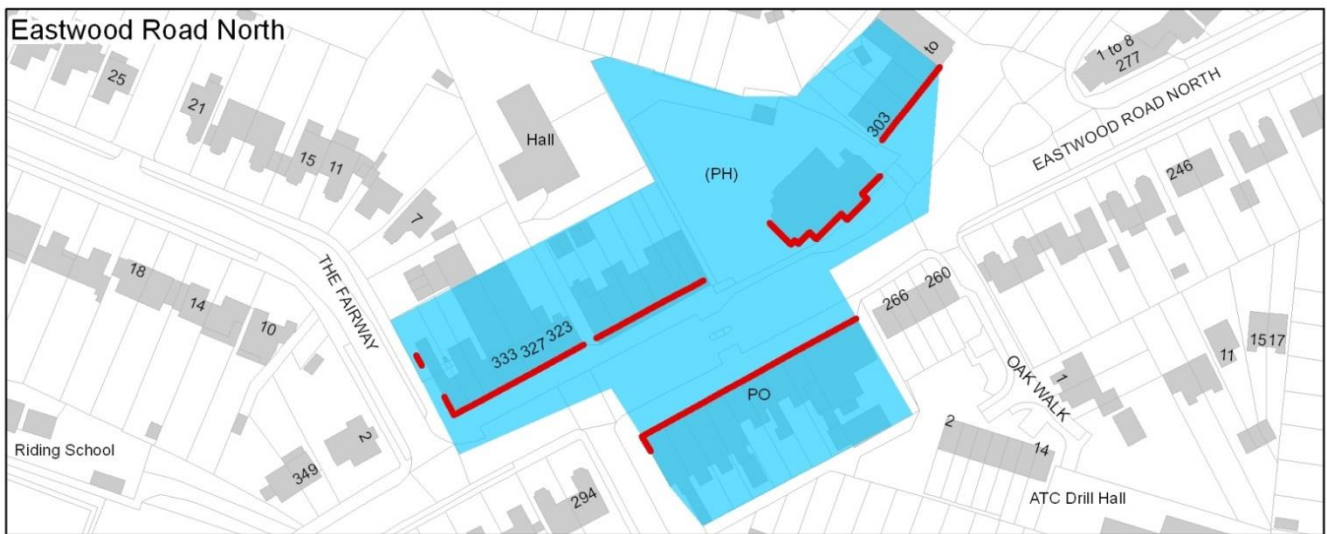 Eastwood Road North
25
21
15
11
7
Hall
(PH)
303
to
1 to 8
277
EASTWOOD ROAD NORTH
246
18
14
10
THE FAIRWAY
333 327 323
266
260
PO
OAK WALK
1
11
1517
Riding School
349
2
294
2
14
ATC Drill Hall